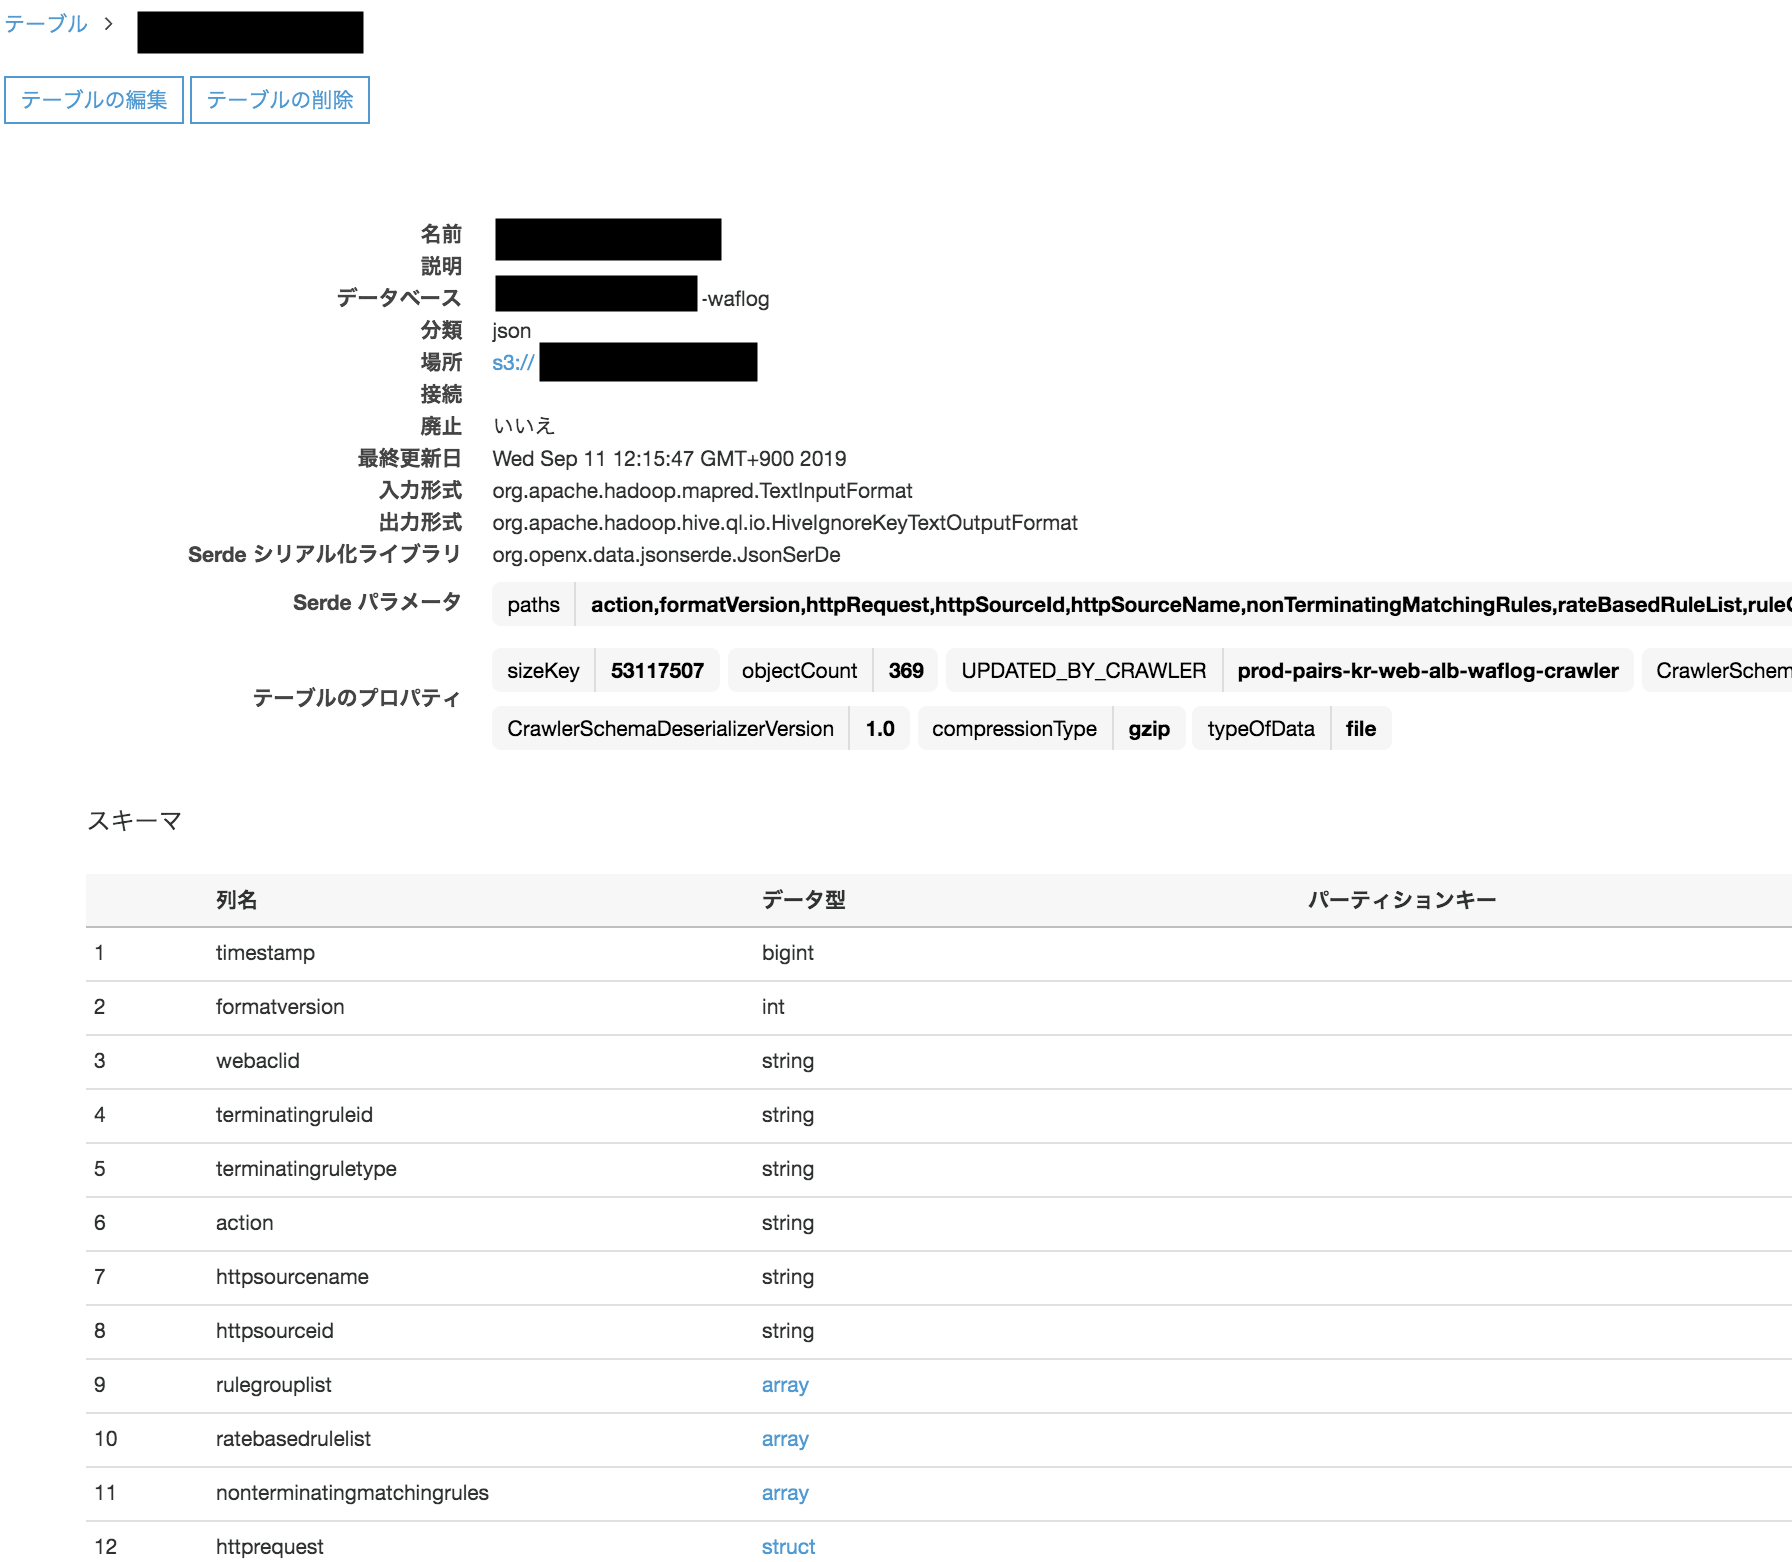 テーブル >
テーブルの編集 テーブルの削除
名前
説明
データベース -waflog
分類 json
場所 s3://
接続
廃止 いいえ
最終更新日 Wed Sep 11 12:15:47 GMT+900 2019
入力形式 org.apache.hadoop.mapred.TextInputFormat
出力形式 org.apache.hadoop.hive.ql.io.HiveIgnoreKeyTextOutputFormat
Serde シリアル化ライブラリ org.openx.data.jsonserde.JsonSerDe
Serde パラメータ paths action,formatVersion,httpRequest,httpSourceId,httpSourceName,nonTerminatingMatchingRules,rateBasedRuleList,rule
テーブルのプロパティ sizeKey 53117507 objectCount 369 UPDATED_BY_CRAWLER prod-pairs-kr-web-alb-waflog-crawler CrawlerSchem
CrawlerSchemaDeserializerVersion 1.0 compressionType gzip typeOfData file
スキーマ
列名 データ型 パーティションキー
1 timestamp bigint
2 formatversion int
3 webaclid string
4 terminatingruleid string
5 terminatingruletype string
6 action string
7 httpsourcename string
8 httpsourceid string
9 rulegrouplist array
10 ratebasedrulelist array
11 nonterminatingmatchingrules array
12 httprequest struct